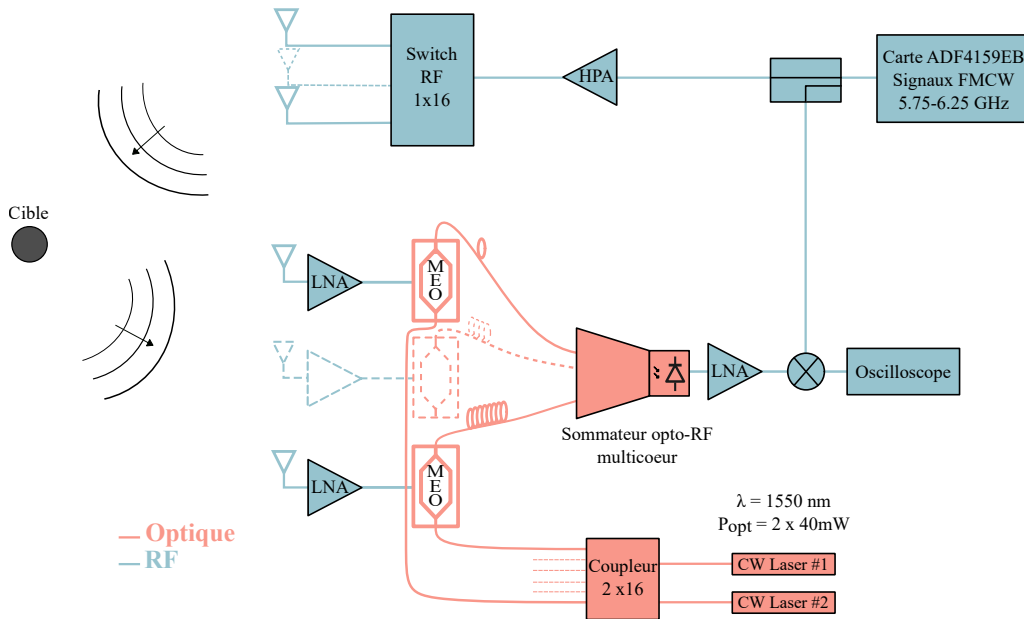 Switch
RF
1x16
HPA
Carte ADF4159EB
Signaux FMCW
5.75-6.25 GHz
Cible
LNA
MEO
LNA
Oscilloscope
Sommateur opto-RF
multicoeur
LNA
MEO
λ = 1550 nm
Popt = 2 x 40mW
Optique
RF
Coupleur
2 x16
CW Laser #1
CW Laser #2